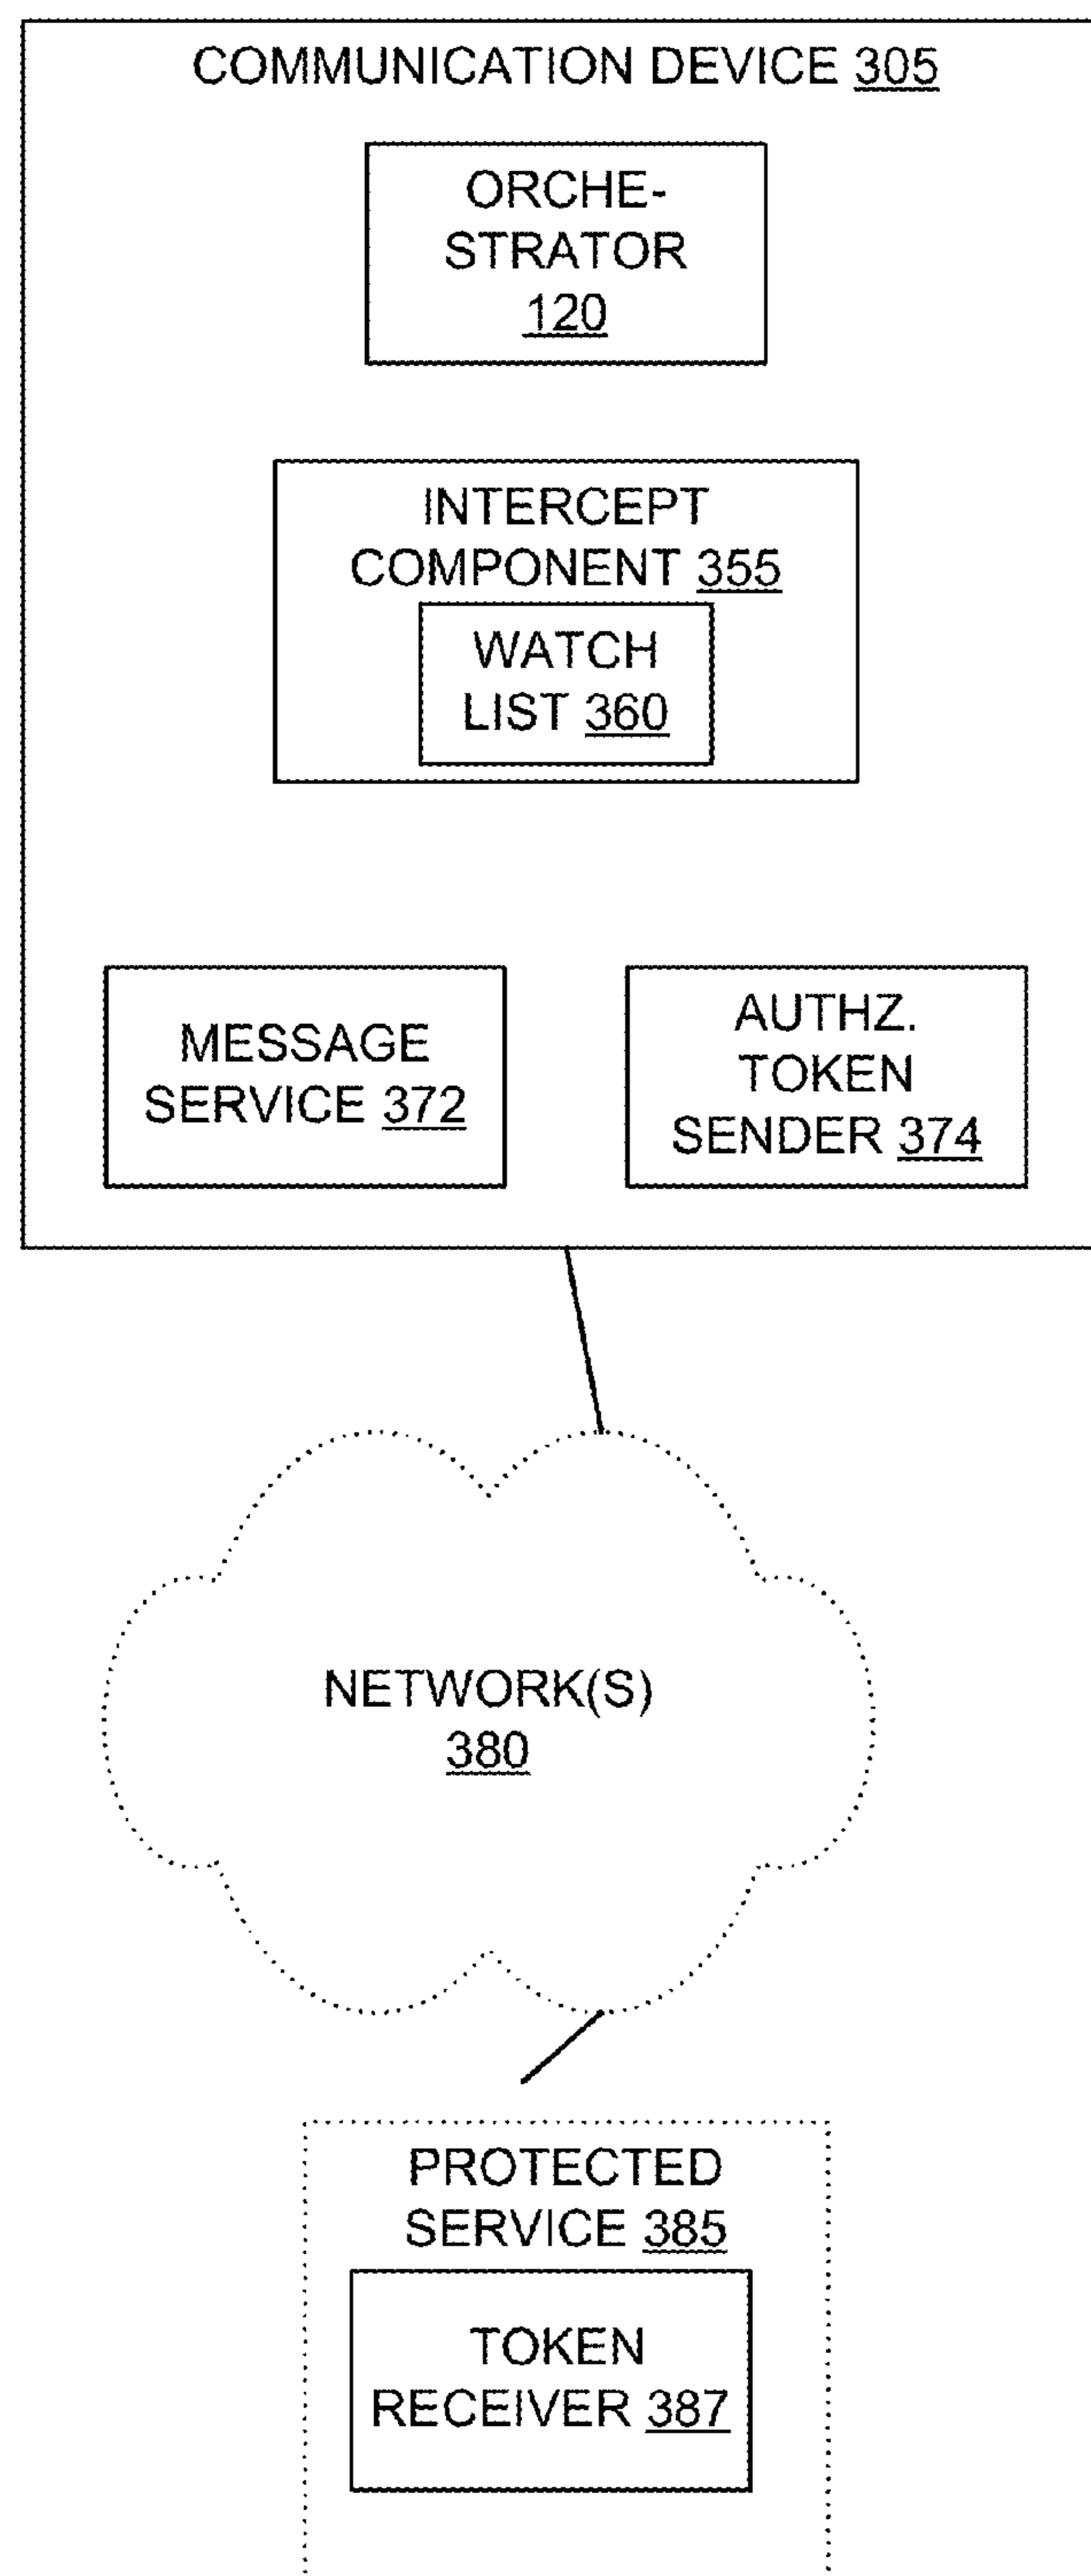 COMMUNICATION DEVICE 305
ORCHE-
STRATOR
120
INTERCEPT
COMPONENT 355
WATCH
LIST 360
MESSAGE
SERVICE 372
AUTHZ.
TOKEN
SENDER 374
NETWORK(S)
380
PROTECTED
SERVICE 385
TOKEN
RECEIVER 387